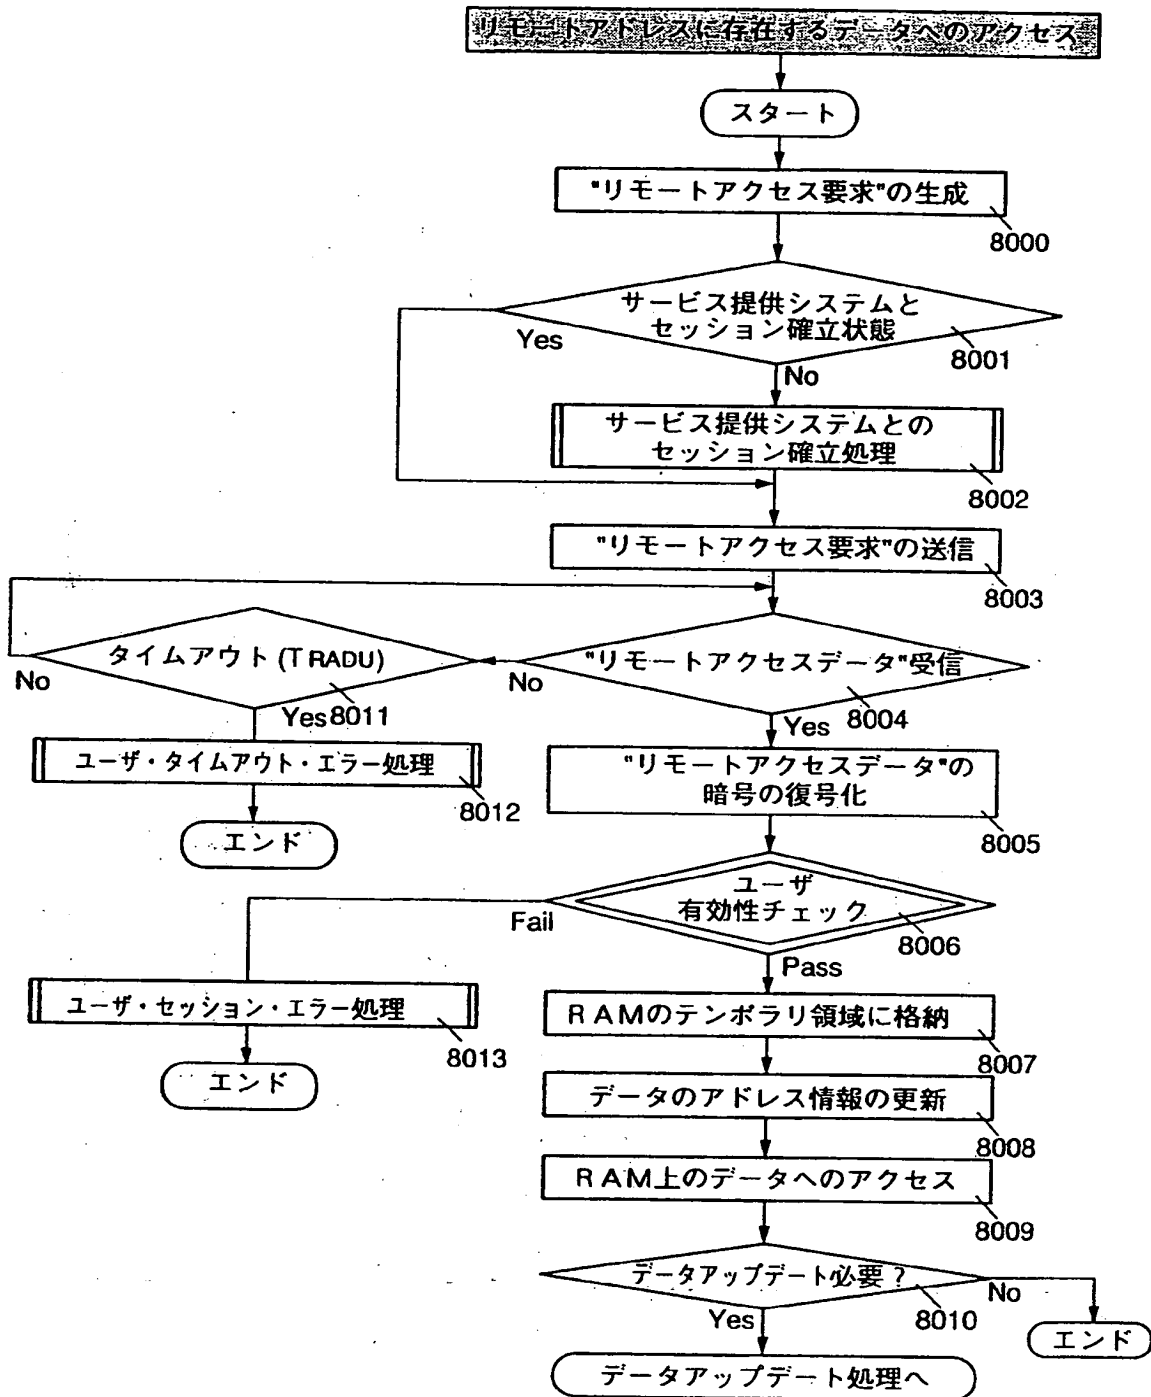 リモートアドレスに存在するデータへのアクセス
スタート
"リモートアクセス要求"の生成
8000
サービス提供システムと
セッション確立状態
8001
Yes
No
サービス提供システムとの
セッション確立処理
8002
"リモートアクセス要求"の送信
8003
タイムアウト(TRADU)
8011
No
Yes
"リモートアクセスデータ"受信
8004
No
Yes
ユーザ・タイムアウト・エラー処理
8012
エンド
"リモートアクセスデータ"の
暗号の復号化
8005
ユーザ
有効性チェック
8006
Fail
Pass
ユーザ・セッション・エラー処理
8013
エンド
RAMのテンポラリ領域に格納
8007
データのアドレス情報の更新
8008
RAM上のデータへのアクセス
8009
データアップデート必要?
8010
No
Yes
エンド
データアップデート処理へ